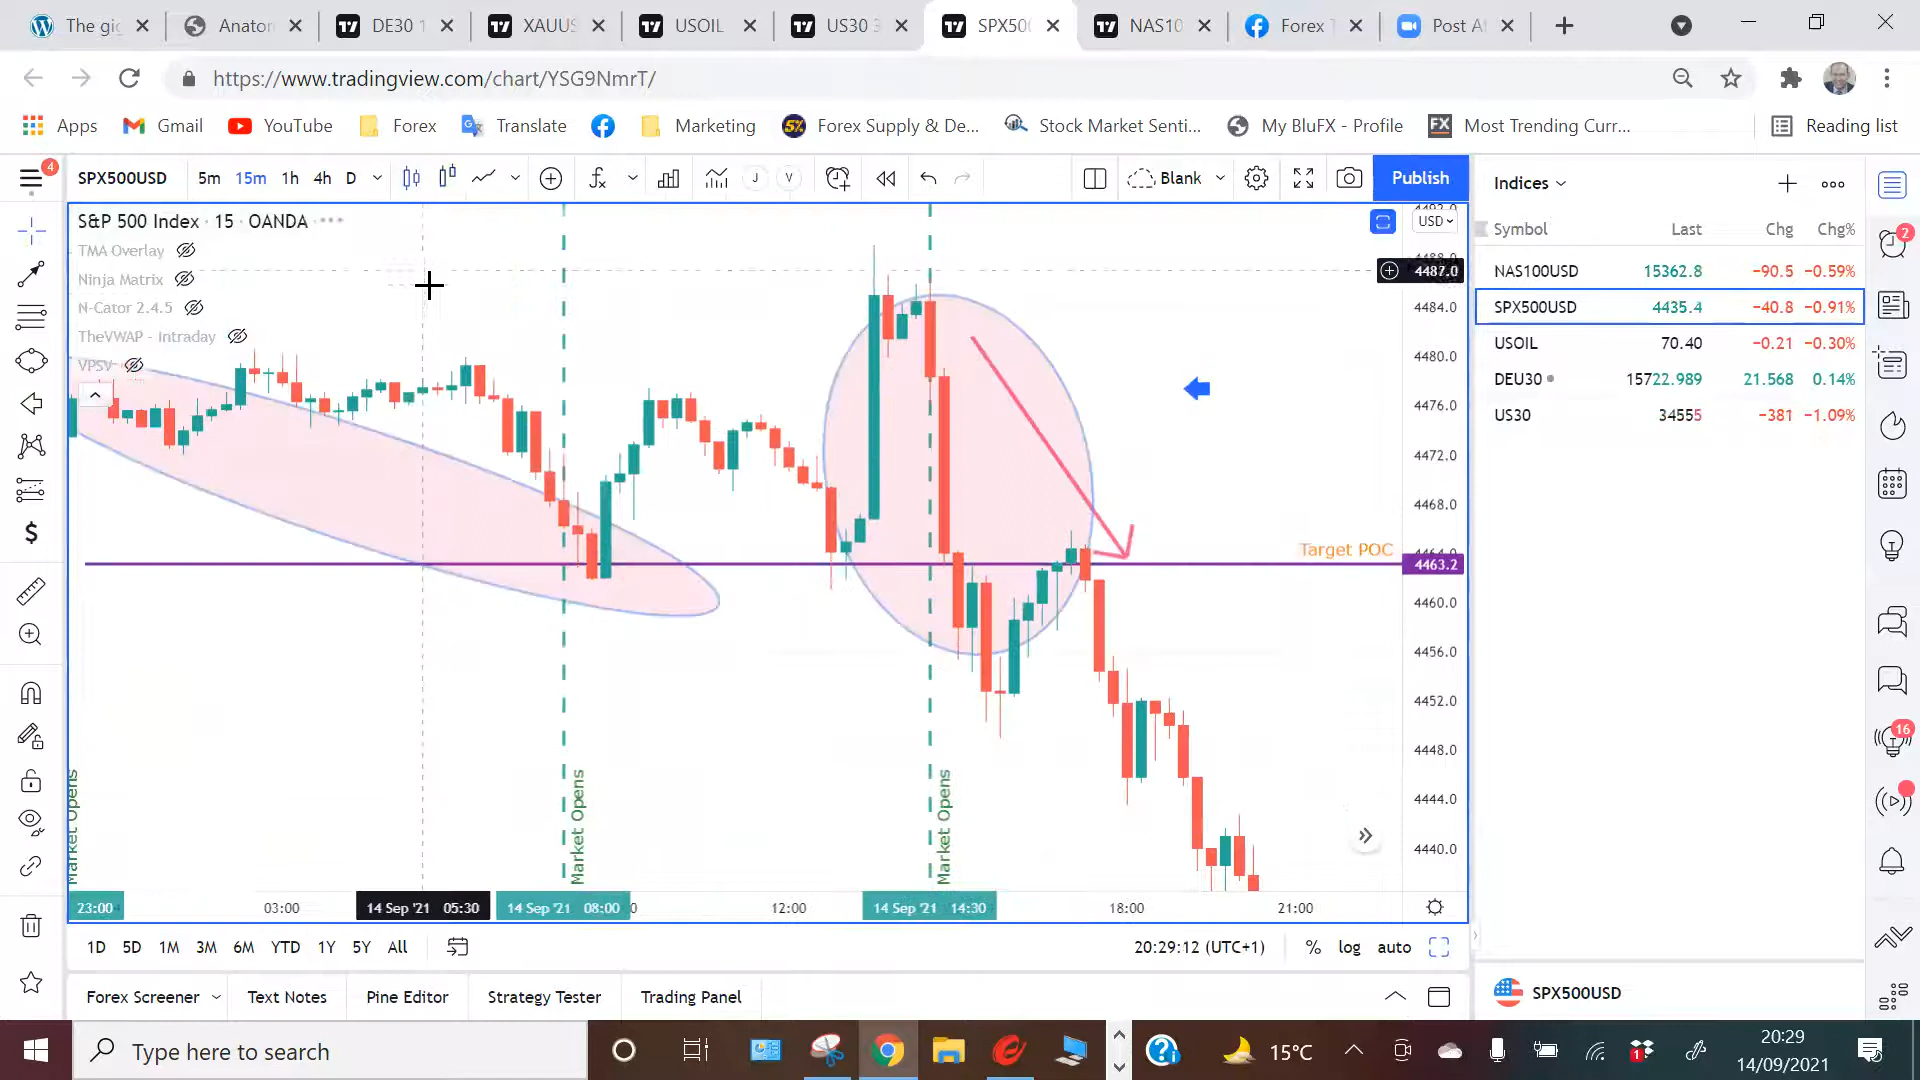 The gig
Anaton
DE30 1
XAUUS
USOIL
US30 3
SPX500
NAS10
Forex T
Post At
https://www.tradingview.com/chart/YSG9NmrT/
Apps
Gmail
YouTube
Forex
Translate
Marketing
Forex Supply & De...
Stock Market Senti...
My BluFX - Profile
Most Trending Curr...
Reading list
4
SPX500USD
5m
15m
1h
4h
D
J
V
Blank
Publish
S&P 500 Index · 15 · OANDA
TMA Overlay
Ninja Matrix
N-Cator 2.4.5
TheVWAP - Intraday
VPSV
USD
4487.0
4484.0
4480.0
4476.0
4472.0
4468.0
Target POC
4463.2
4460.0
4456.0
4452.0
4448.0
4444.0
4440.0
Market Opens
Market Opens
Market Opens
23:00
03:00
14 Sep '21 05:30
14 Sep '21 08:00
12:00
14 Sep '21 14:30
18:00
21:00
1D
5D
1M
3M
6M
YTD
1Y
5Y
All
20:29:12 (UTC+1)
%
log
auto
Forex Screener
Text Notes
Pine Editor
Strategy Tester
Trading Panel
Indices
Symbol Last Chg Chg%
NAS100USD 15362.8 −90.5 −0.59%
SPX500USD 4435.4 −40.8 −0.91%
USOIL 70.40 −0.21 −0.30%
DEU30 15722.989 21.568 0.14%
US30 34555 −381 −1.09%
2
16
SPX500USD
Type here to search
15°C
1
20:29
14/09/2021